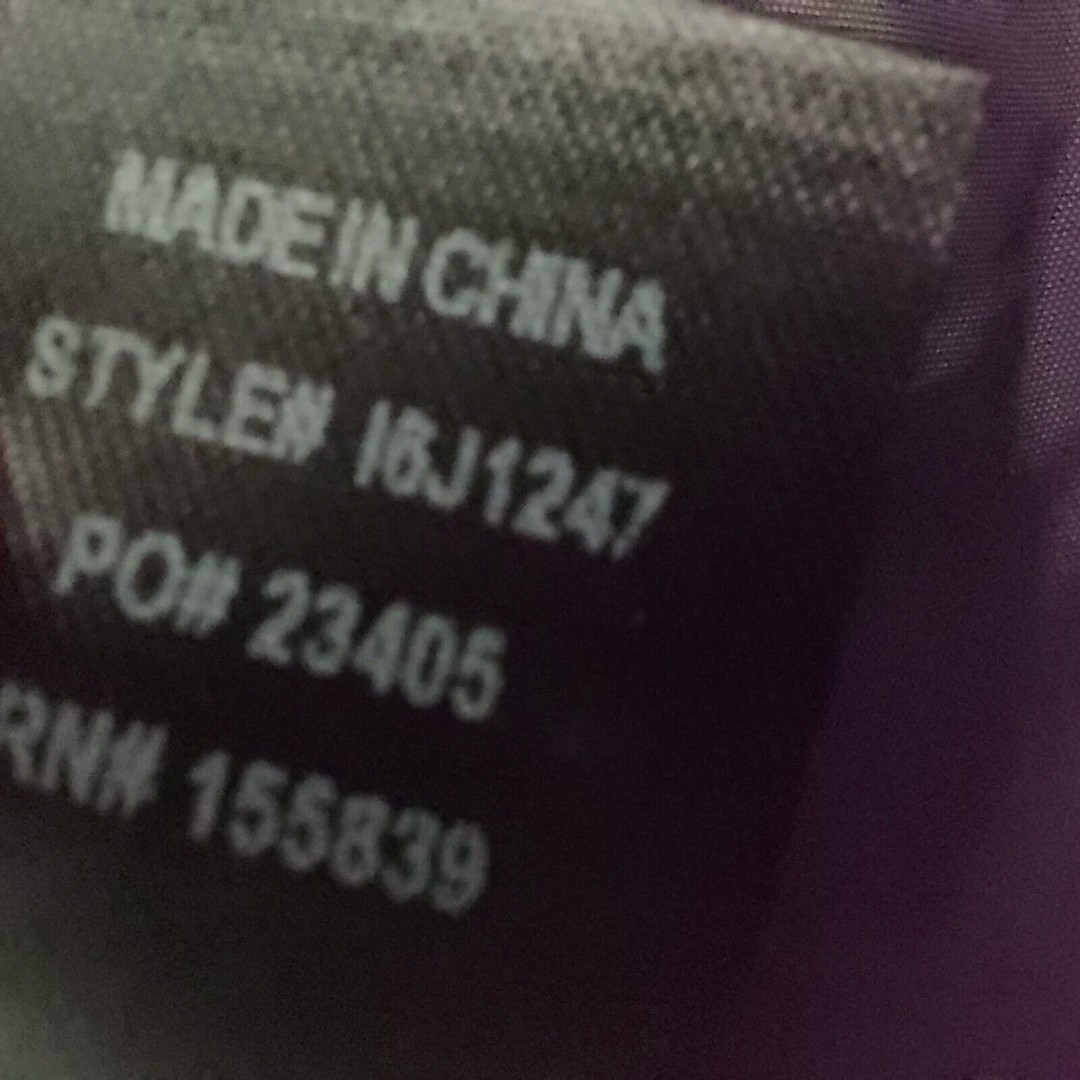 MADE IN CHINA
STYLE# I6J1247
PO# 23405
RN# 155839